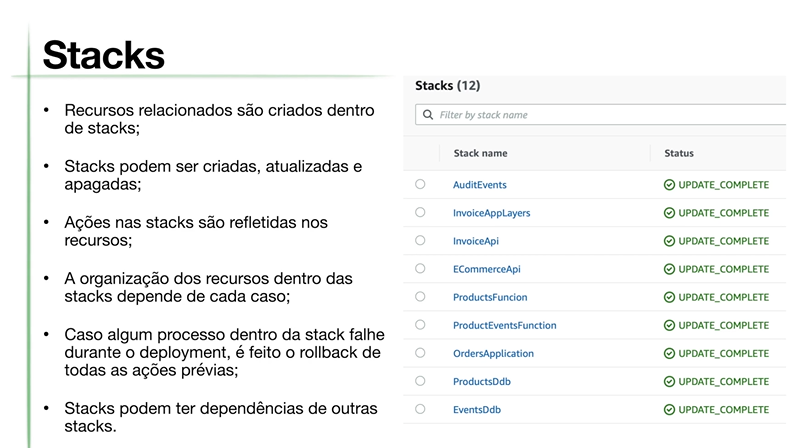 Stacks
• Recursos relacionados são criados dentro
de stacks;
• Stacks podem ser criadas, atualizadas e
apagadas;
• Ações nas stacks são refletidas nos
recursos;
• A organização dos recursos dentro das
stacks depende de cada caso;
• Caso algum processo dentro da stack falhe
durante o deployment, é feito o rollback de
todas as ações prévias;
• Stacks podem ter dependências de outras
stacks.
Stacks (12)
Filter by stack name
Stack name Status
AuditEvents UPDATE_COMPLETE
InvoiceAppLayers UPDATE_COMPLETE
InvoiceApi UPDATE_COMPLETE
ECommerceApi UPDATE_COMPLETE
ProductsFuncion UPDATE_COMPLETE
ProductEventsFunction UPDATE_COMPLETE
OrdersApplication UPDATE_COMPLETE
ProductsDdb UPDATE_COMPLETE
EventsDdb UPDATE_COMPLETE